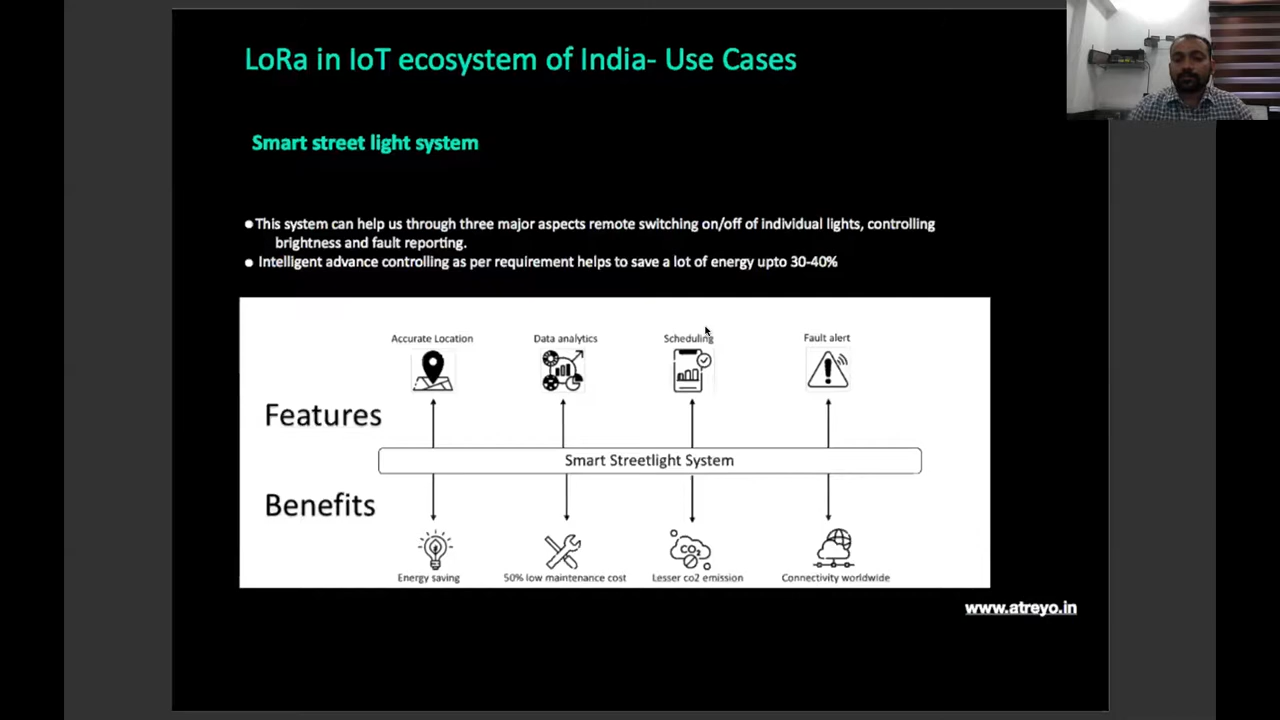 LoRa in IoT ecosystem of India- Use Cases
Smart street light system
●This system can help us through three major aspects remote switching on/off of individual lights, controlling
brightness and fault reporting.
● Intelligent advance controlling as per requirement helps to save a lot of energy upto 30-40%
Accurate Location
Data analytics
Scheduling
Fault alert
Features
Smart Streetlight System
Benefits
CO₂
Energy saving
50% low maintenance cost
Lesser co2 emission
Connectivity worldwide
www.atreyo.in